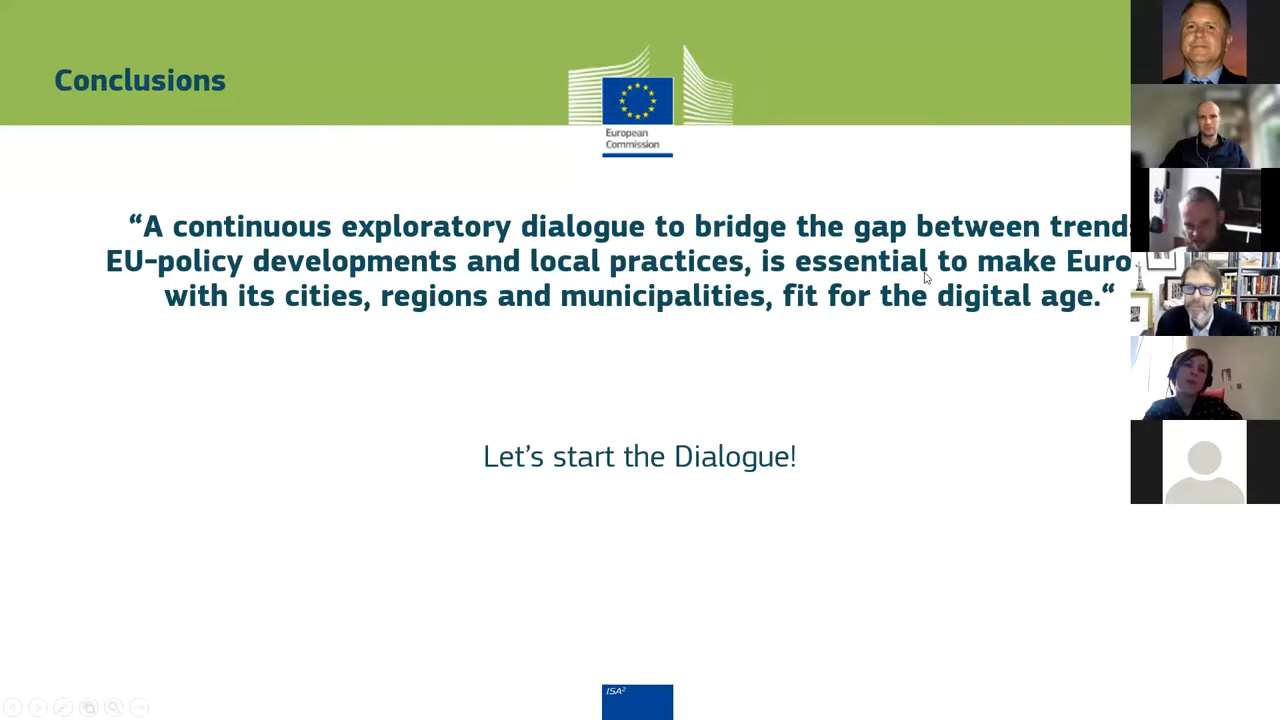 Conclusions
European
Commission
“A continuous exploratory dialogue to bridge the gap between trends
EU-policy developments and local practices, is essential to make Euro
with its cities, regions and municipalities, fit for the digital age.“
Let’s start the Dialogue!
ISA²